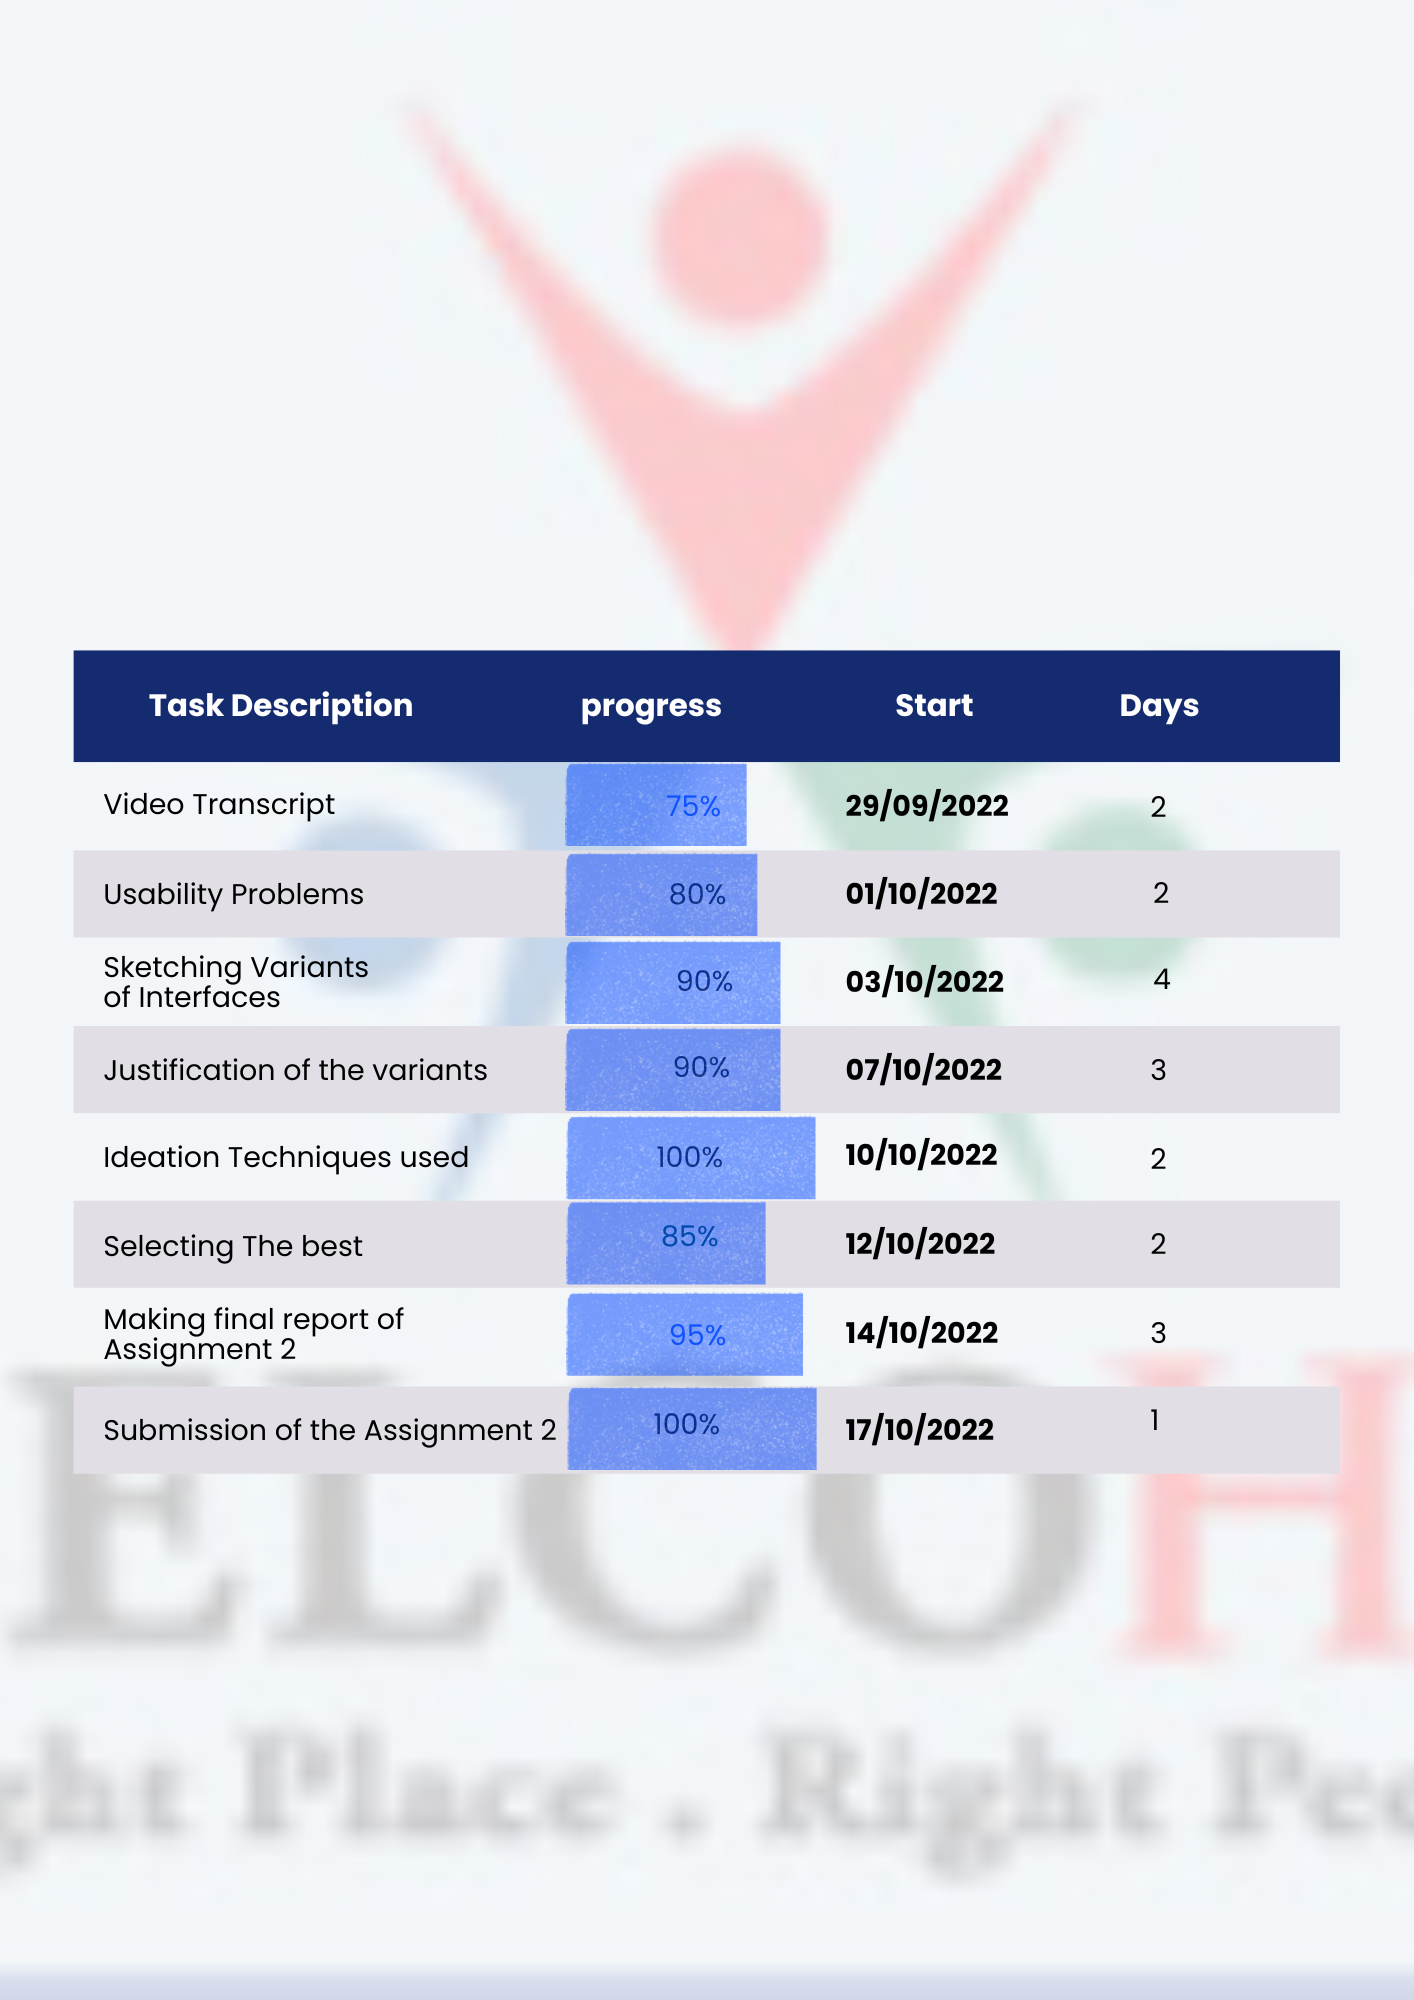 Task Description progress Start Days
Video Transcript 75% 29/09/2022 2
Usability Problems 80% 01/10/2022 2
Sketching Variants
of Interfaces 90% 03/10/2022 4
Justification of the variants 90% 07/10/2022 3
Ideation Techniques used 100% 10/10/2022 2
Selecting The best 85% 12/10/2022 2
Making final report of
Assignment 2 95% 14/10/2022 3
Submission of the Assignment 2 100% 17/10/2022 1
ELCOH
ght Place . Right Peo